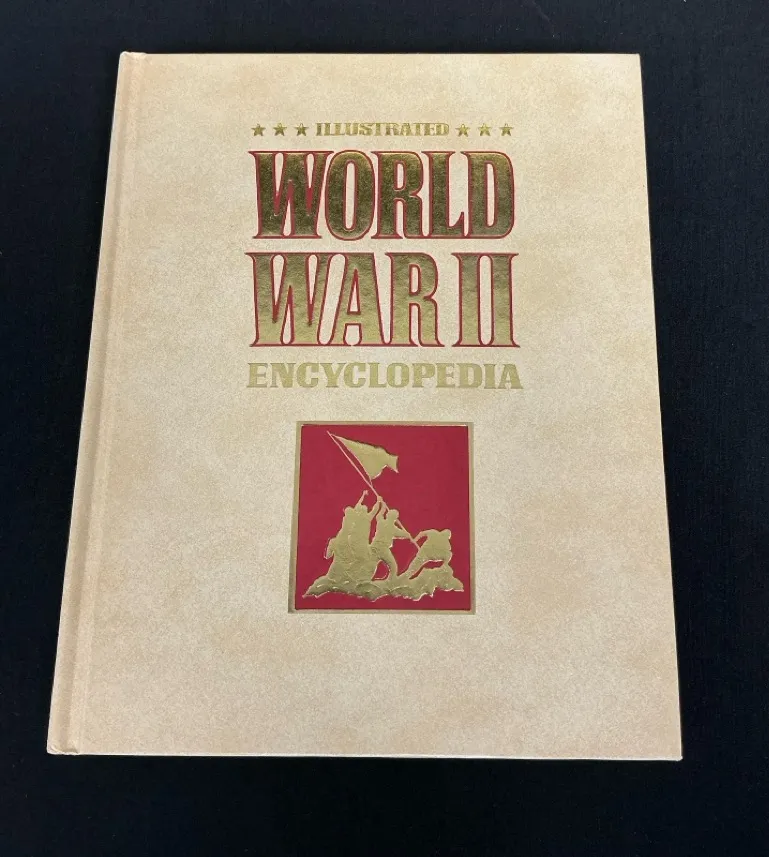 ★ ★ ★ ILLUSTRATED ★ ★ ★
WORLD
WAR II
ENCYCLOPEDIA